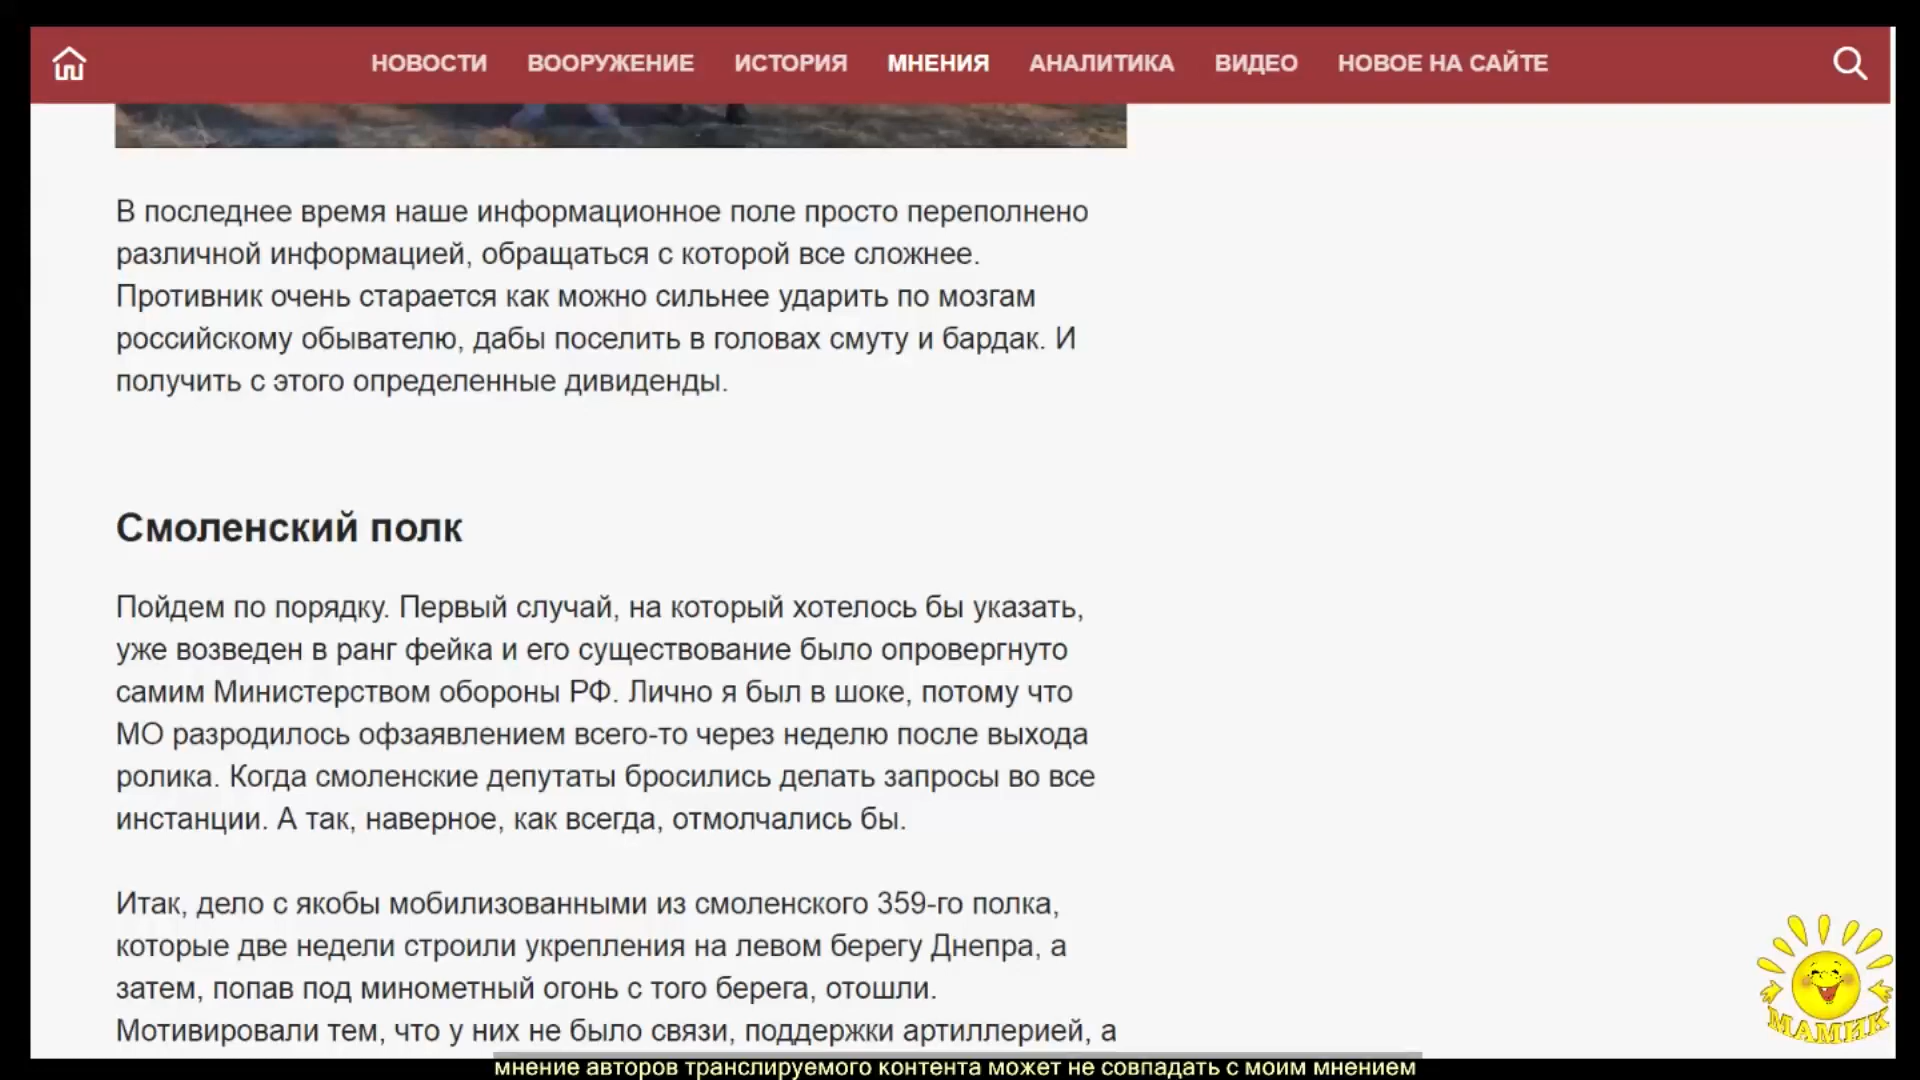 НОВОСТИ ВООРУЖЕНИЕ ИСТОРИЯ МНЕНИЯ АНАЛИТИКА ВИДЕО НОВОЕ НА САЙТЕ
В последнее время наше информационное поле просто переполнено
различной информацией, обращаться с которой все сложнее.
Противник очень старается как можно сильнее ударить по мозгам
российскому обывателю, дабы поселить в головах смуту и бардак. И
получить с этого определенные дивиденды.
Смоленский полк
Пойдем по порядку. Первый случай, на который хотелось бы указать,
уже возведен в ранг фейка и его существование было опровергнуто
самим Министерством обороны РФ. Лично я был в шоке, потому что
МО разродилось офзаявлением всего-то через неделю после выхода
ролика. Когда смоленские депутаты бросились делать запросы во все
инстанции. А так, наверное, как всегда, отмолчались бы.
Итак, дело с якобы мобилизованными из смоленского 359-го полка,
которые две недели строили укрепления на левом берегу Днепра, а
затем, попав под минометный огонь с того берега, отошли.
Мотивировали тем, что у них не было связи, поддержки артиллерией, а
МАМИК
мнение авторов транслируемого контента может не совпадать с моим мнением